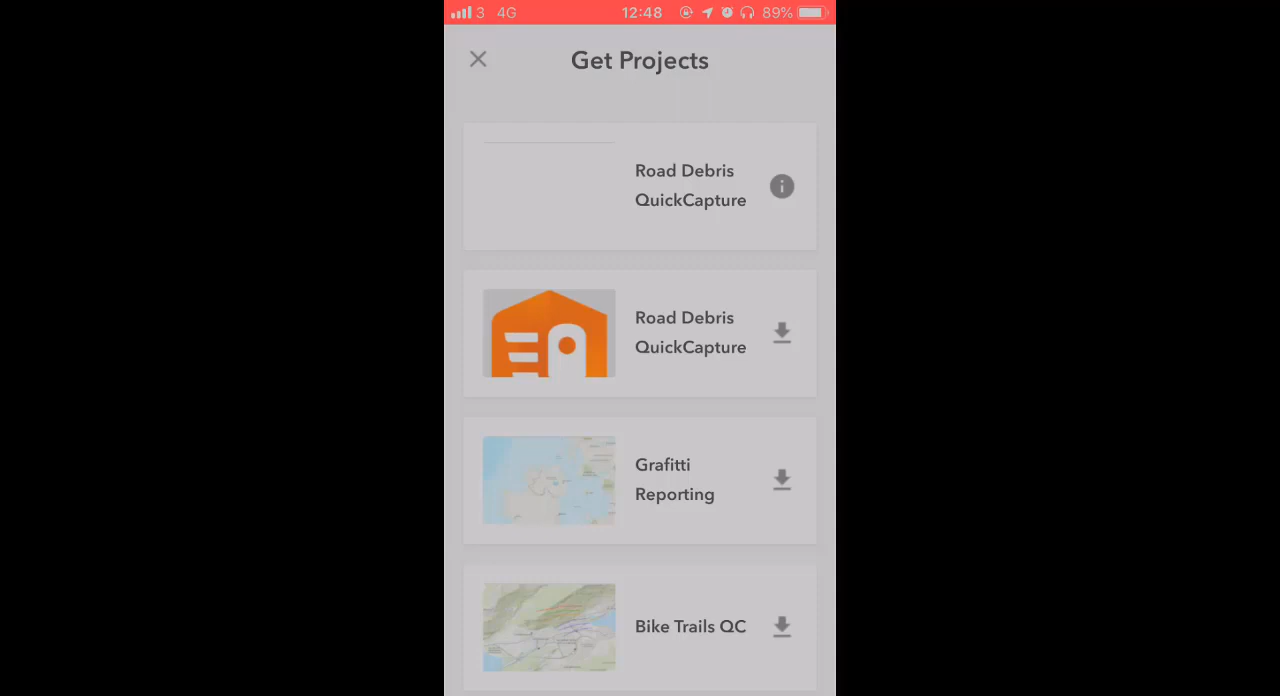 3 4G 12:48 89%
Get Projects
Road Debris
QuickCapture
Road Debris
QuickCapture
Grafitti
Reporting
Bike Trails QC